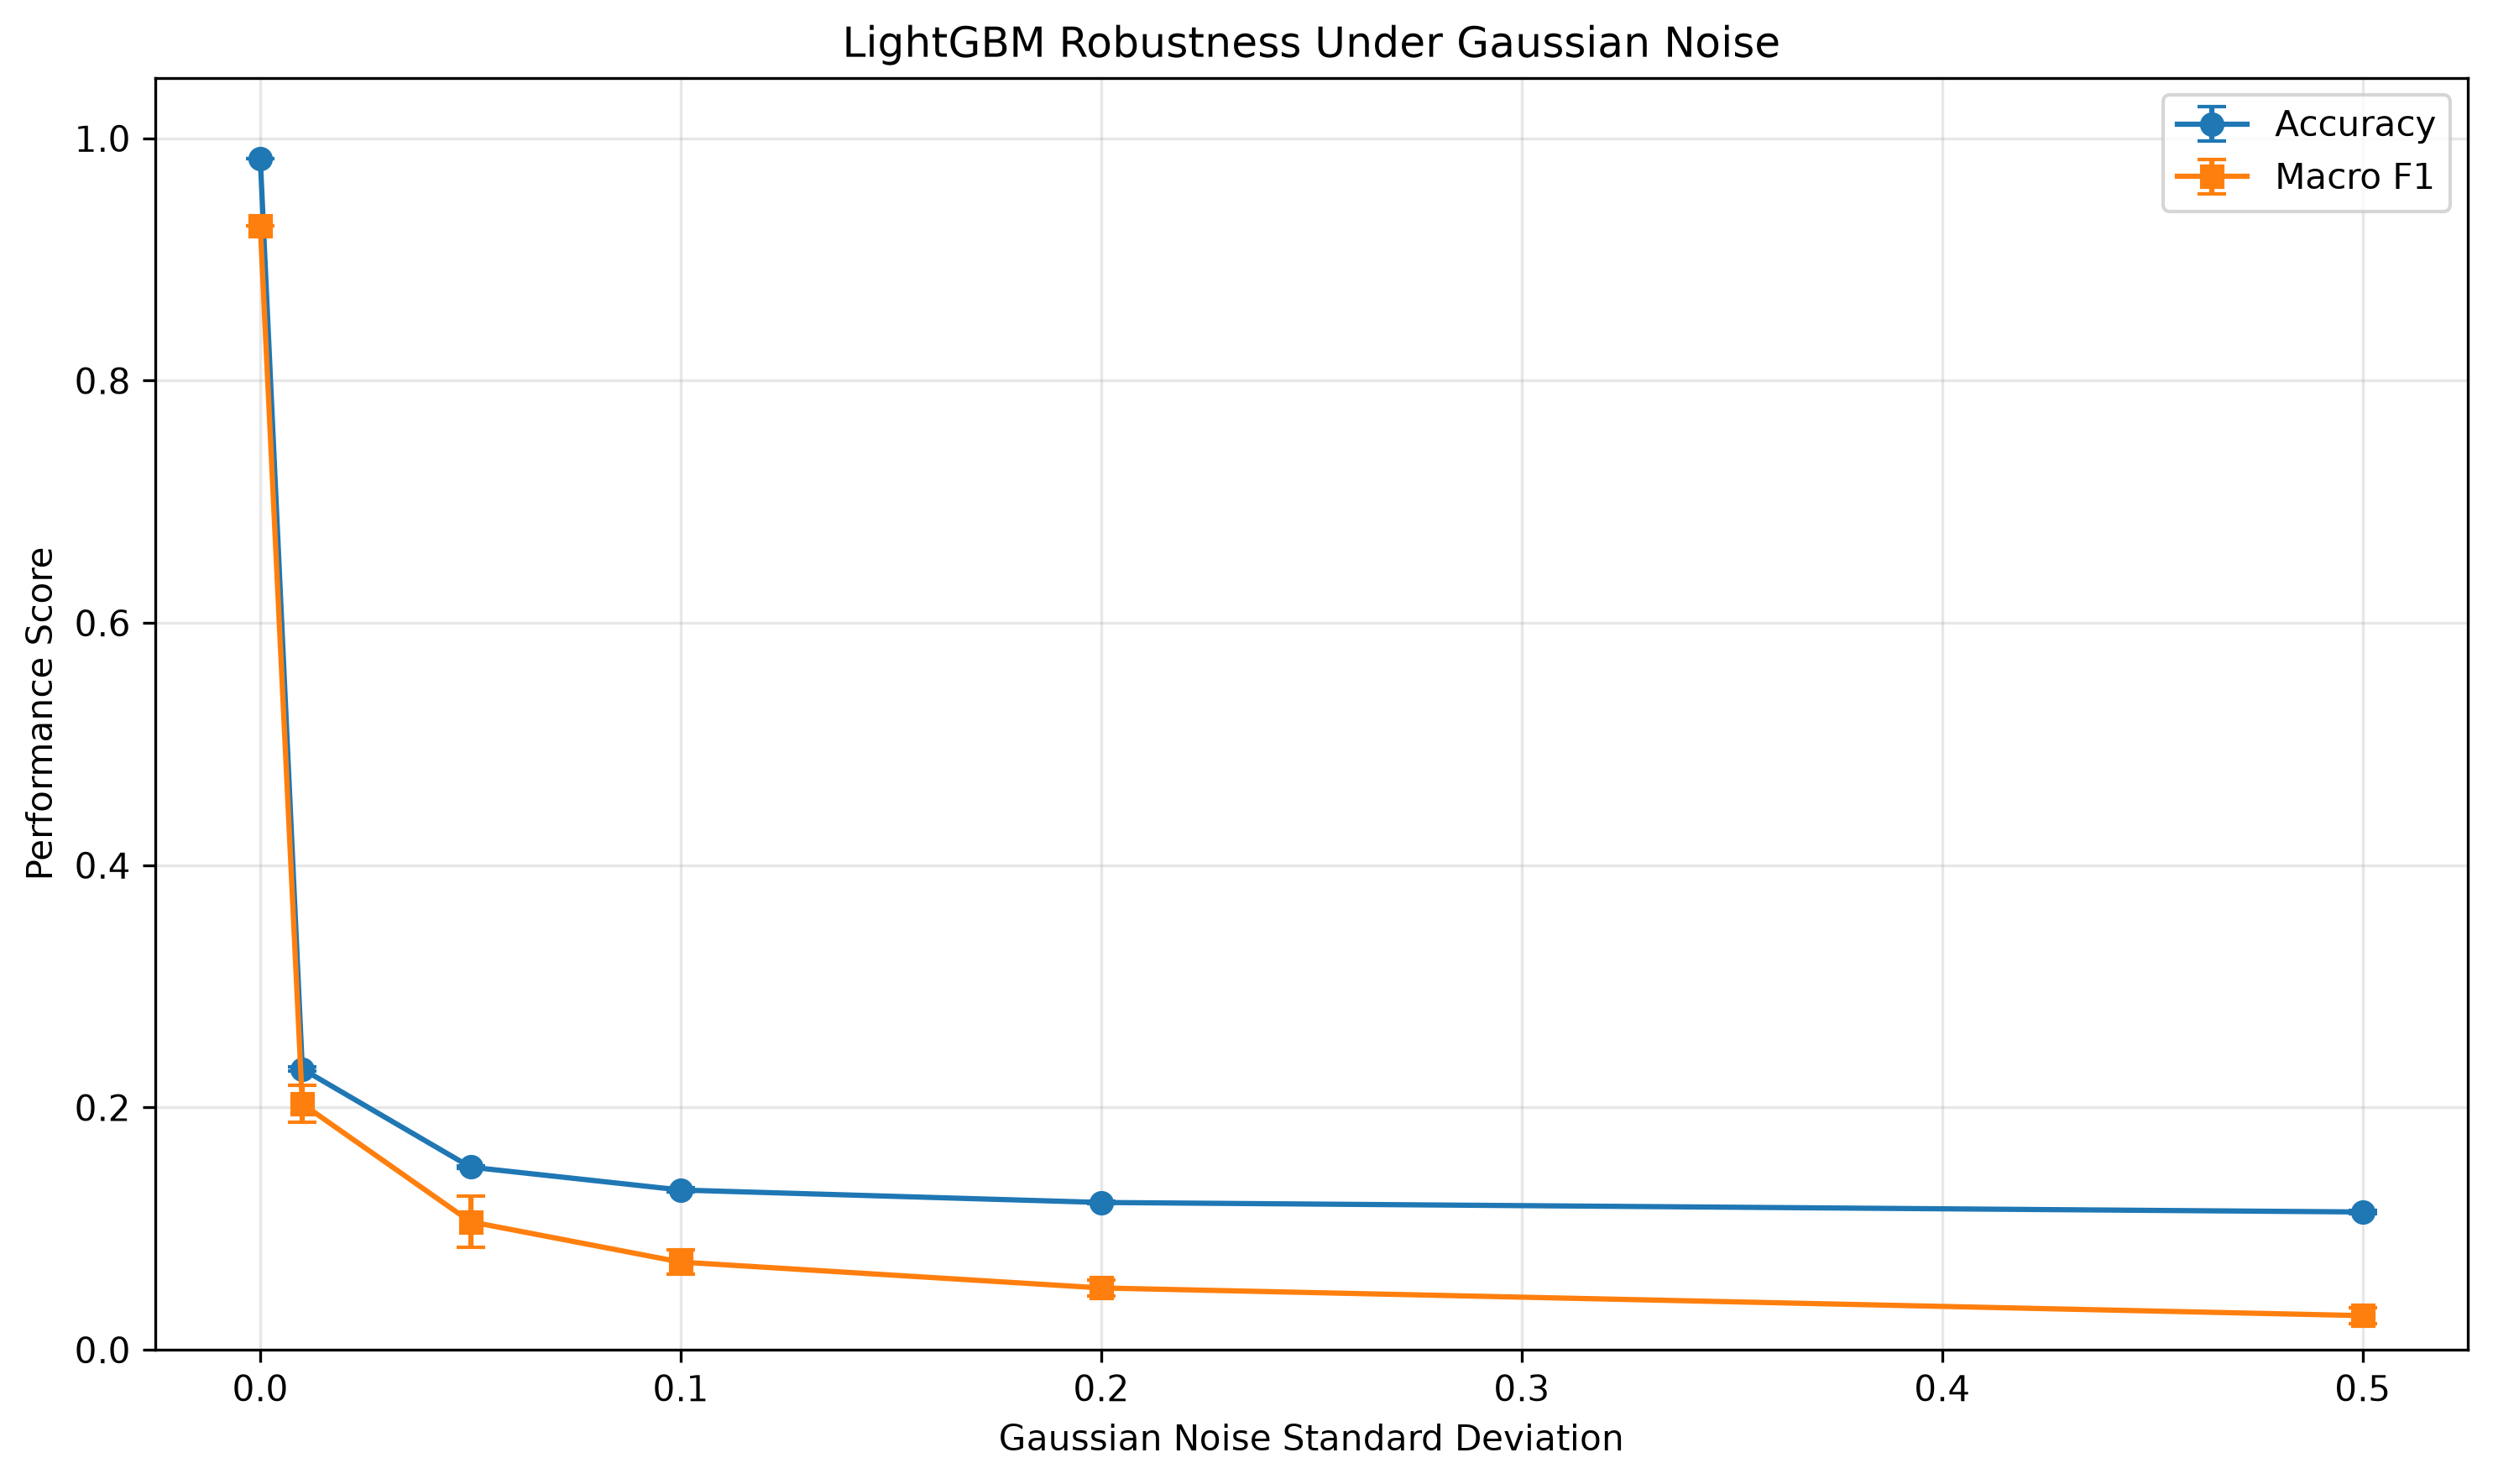 LightGBM Robustness Under Gaussian Noise
Accuracy
Macro F1
Performance Score
1.0
0.8
0.6
0.4
0.2
0.0
0.0 0.1 0.2 0.3 0.4 0.5
Gaussian Noise Standard Deviation